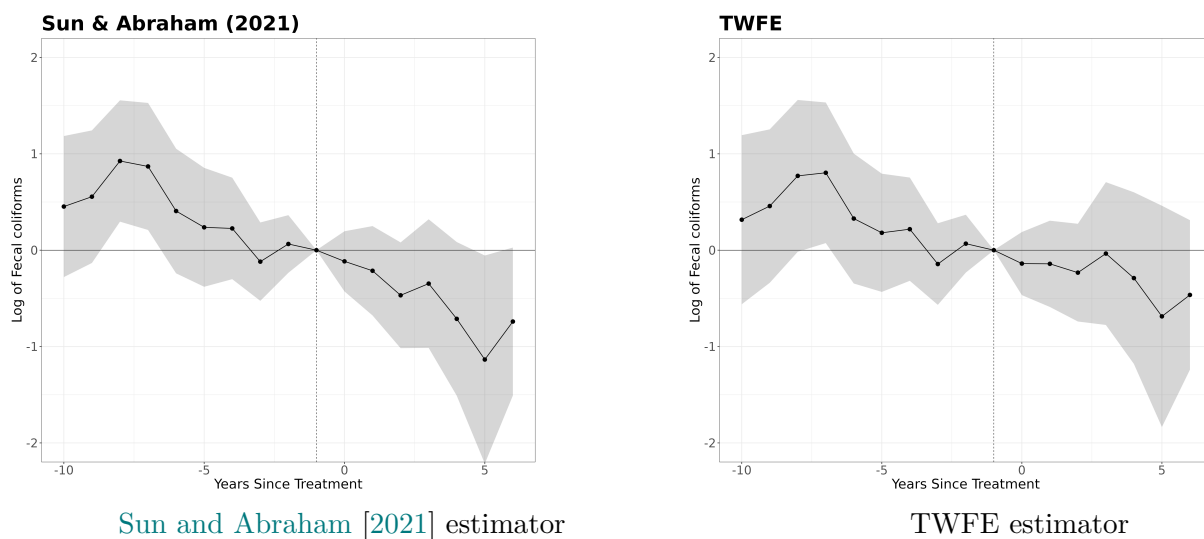 Sun & Abraham (2021)
2
1
0
-1
-2
Log of Fecal coliforms
-10
-5
0
5
Years Since Treatment
Sun and Abraham [2021] estimator
TWFE
2
1
0
-1
-2
Log of Fecal coliforms
-10
-5
0
5
Years Since Treatment
TWFE estimator